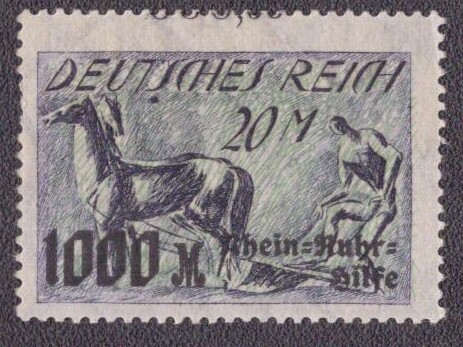 DEUTSCHES REICH
20 M
1000 M. Rhein=Ruhr=
Hilfe